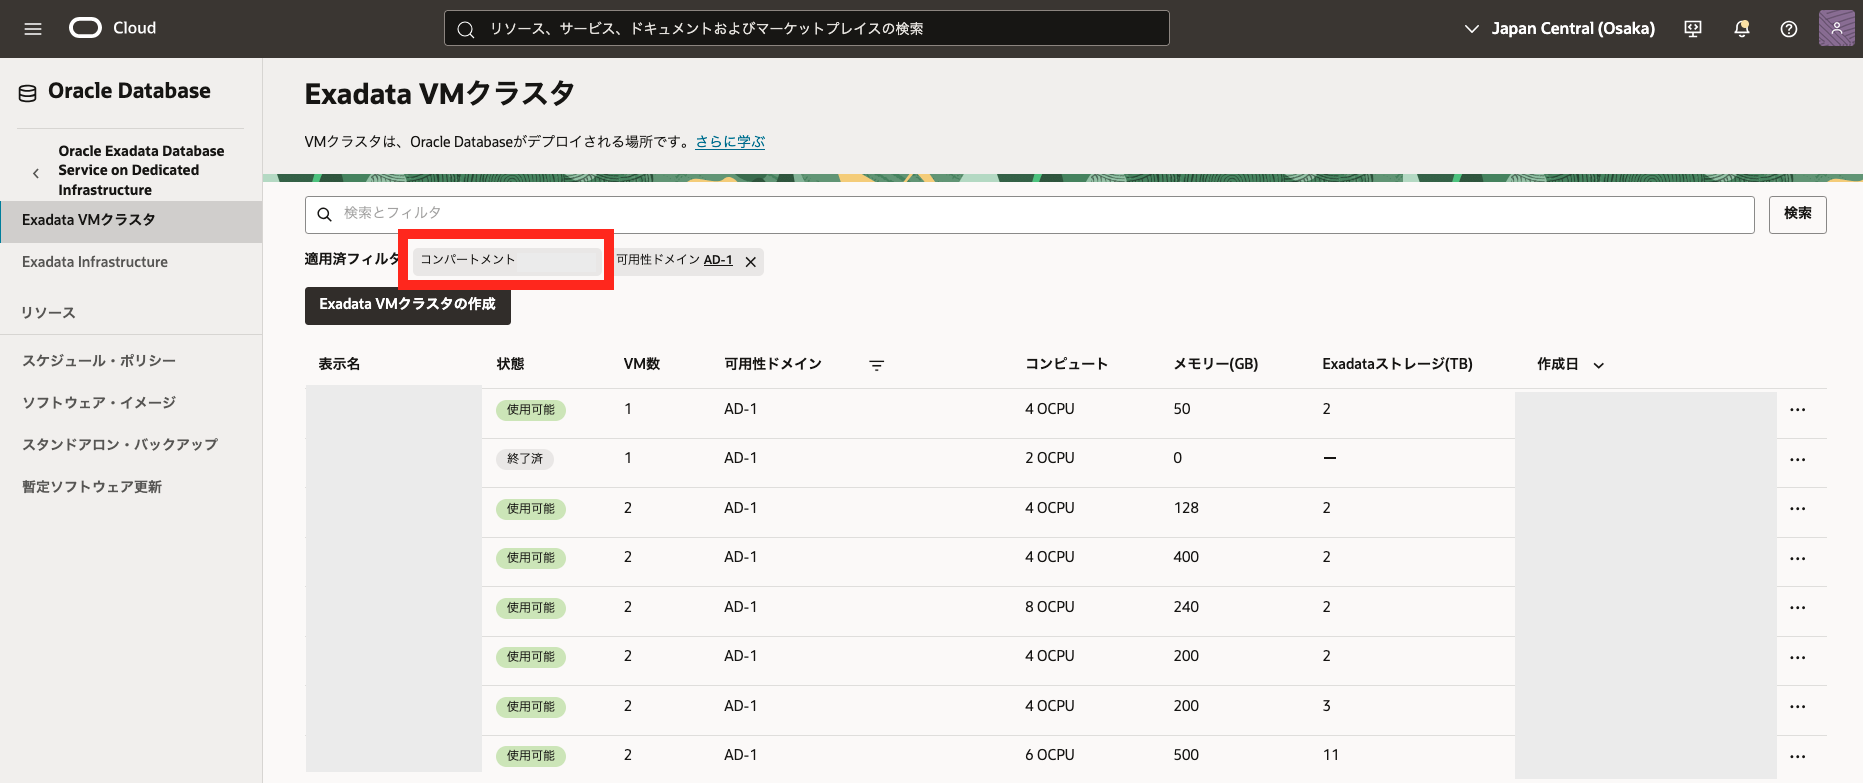 Cloud
リソース、サービス、ドキュメントおよびマーケットプレイスの検索
Japan Central (Osaka)
Oracle Database
Oracle Exadata Database
Service on Dedicated
Infrastructure
Exadata VMクラスタ
Exadata Infrastructure
リソース
スケジュール・ポリシー
ソフトウェア・イメージ
スタンドアロン・バックアップ
暫定ソフトウェア更新
Exadata VMクラスタ
VMクラスタは、Oracle Databaseがデプロイされる場所です。さらに学ぶ
検索とフィルタ
検索
適用済フィルタ コンパートメント 可用性ドメイン AD-1
Exadata VMクラスタの作成
表示名 状態 VM数 可用性ドメイン コンピュート メモリー(GB) Exadataストレージ(TB) 作成日
使用可能 1 AD-1 4 OCPU 50 2
終了済 1 AD-1 2 OCPU 0 —
使用可能 2 AD-1 4 OCPU 128 2
使用可能 2 AD-1 4 OCPU 400 2
使用可能 2 AD-1 8 OCPU 240 2
使用可能 2 AD-1 4 OCPU 200 2
使用可能 2 AD-1 4 OCPU 200 3
使用可能 2 AD-1 6 OCPU 500 11